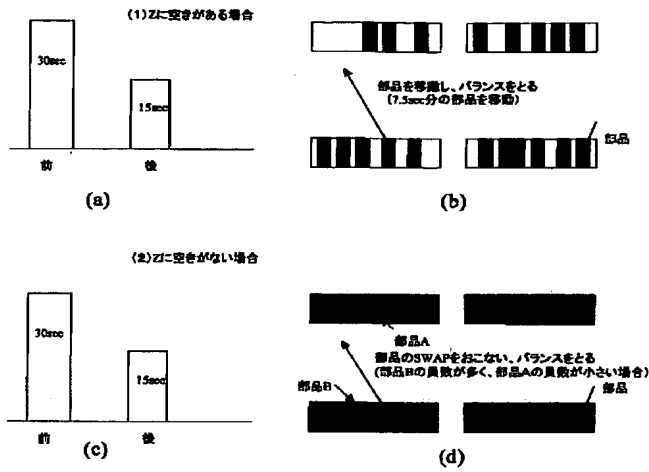 (1)Zに空きがある場合
30sec
15sec
前
後
(a)
部品を移動し、バランスをとる
(7.5sec分の部品を移動)
部品
(b)
(2)Zに空きがない場合
30sec
15sec
前
後
(c)
部品A
部品のSWAPをおこない、バランスをとる
(部品Bの員数が多く、部品Aの員数が小さい場合)
部品B
部品
(d)